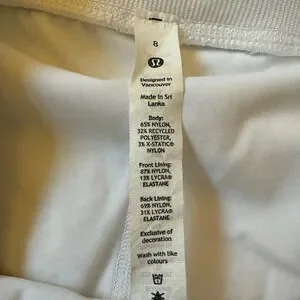 8
Designed in
Vancouver
Made in Sri
Lanka
Body:
65% NYLON,
32% RECYCLED
POLYESTER,
3% X-STATIC®
NYLON
Front Lining:
87% NYLON,
13% LYCRA®
ELASTANE
Back Lining:
69% NYLON,
31% LYCRA®
ELASTANE
Exclusive of
decoration
Wash with like
colours